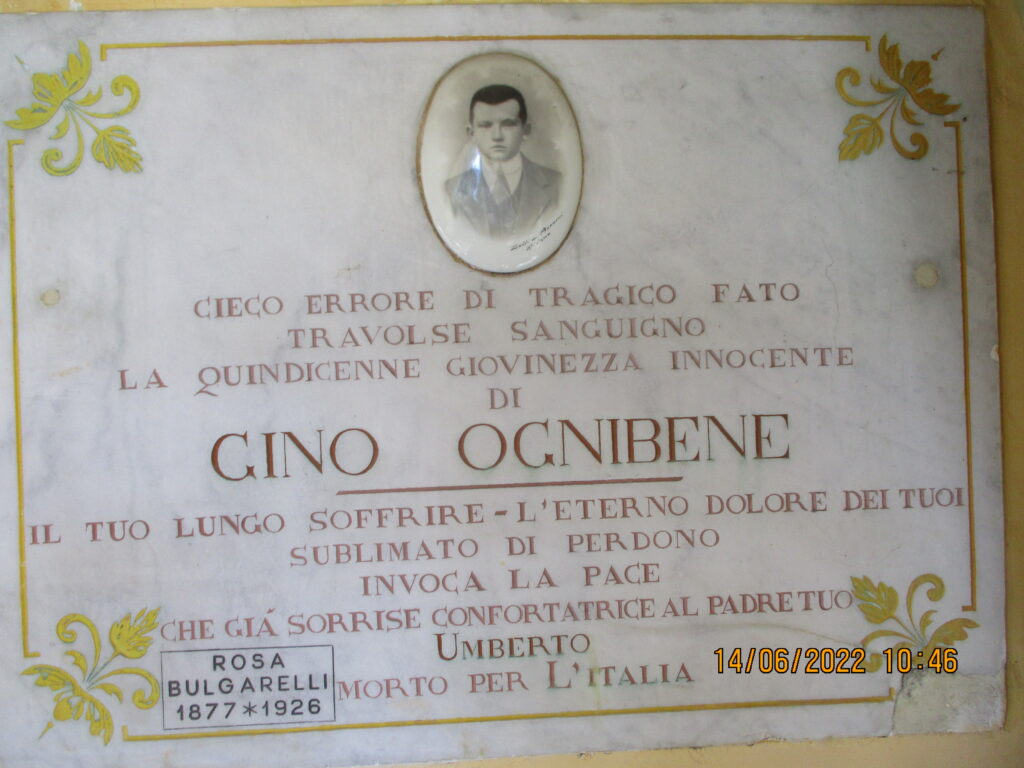 CIECO ERRORE DI TRAGICO FATO
TRAVOLSE SANGUIGNO
LA QUINDICENNE GIOVINEZZA INNOCENTE
DI
GINO OGNIBENE
IL TUO LUNGO SOFFRIRE - L'ETERNO DOLORE DEI TUOI
SUBLIMATO DI PERDONO
INVOCA LA PACE
CHE GIÁ SORRISE CONFORTATRICE AL PADRE TUO
UMBERTO
MORTO PER L'ITALIA
ROSA
BULGARELLI
1877*1926
14/06/2022 10:46